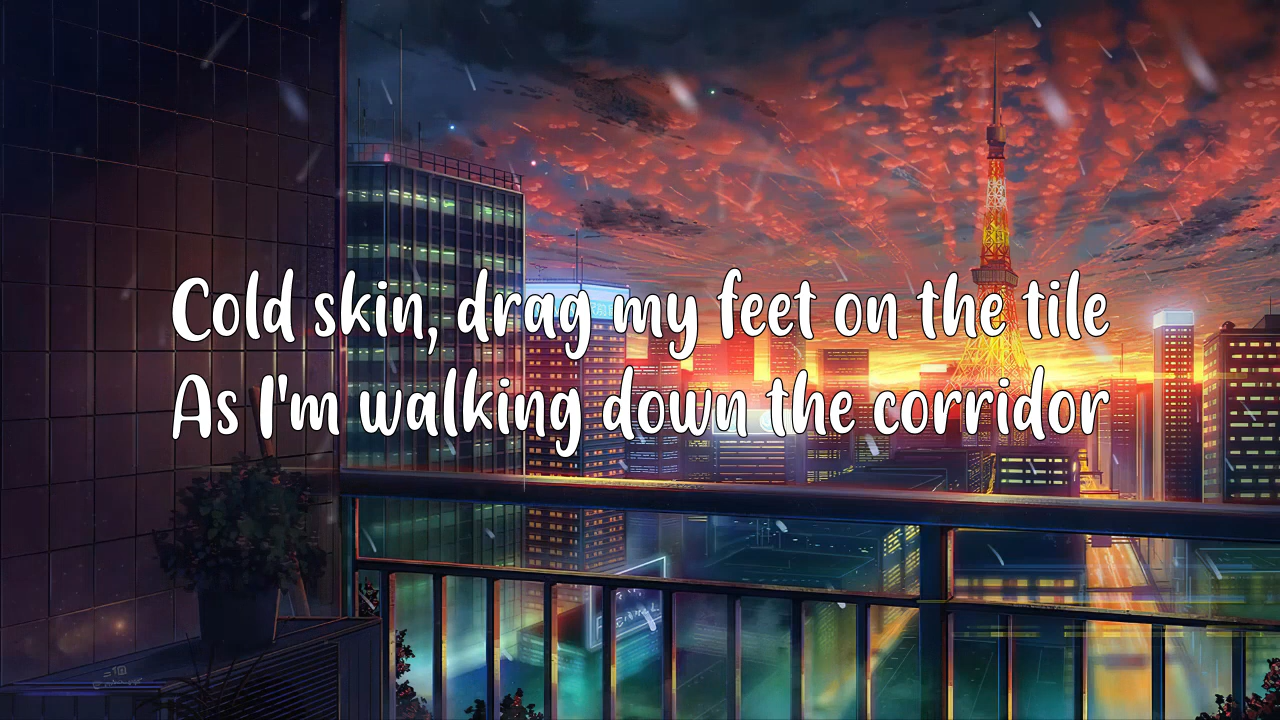 Cold skin, drag my feet on the tile
As I'm walking down the corridor